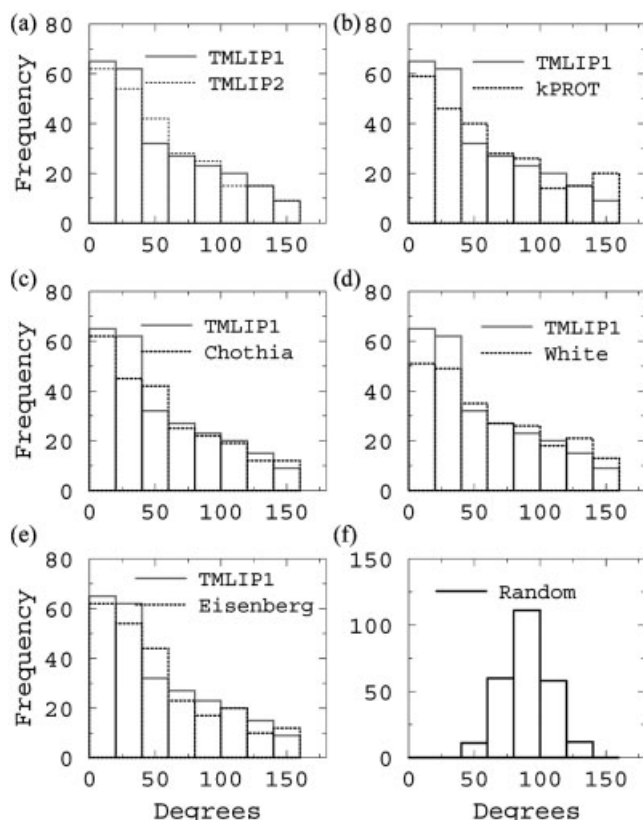 (a)
80
60
40
20
0
Frequency
TMLIP1
TMLIP2
0 50 100 150
(b)
80
60
40
20
0
TMLIP1
kPROT
0 50 100 150
(c)
80
60
40
20
0
Frequency
TMLIP1
Chothia
0 50 100 150
(d)
80
60
40
20
0
TMLIP1
White
0 50 100 150
(e)
80
60
40
20
0
Frequency
TMLIP1
Eisenberg
0 50 100 150
Degrees
(f)
150
100
50
0
Random
0 50 100 150
Degrees